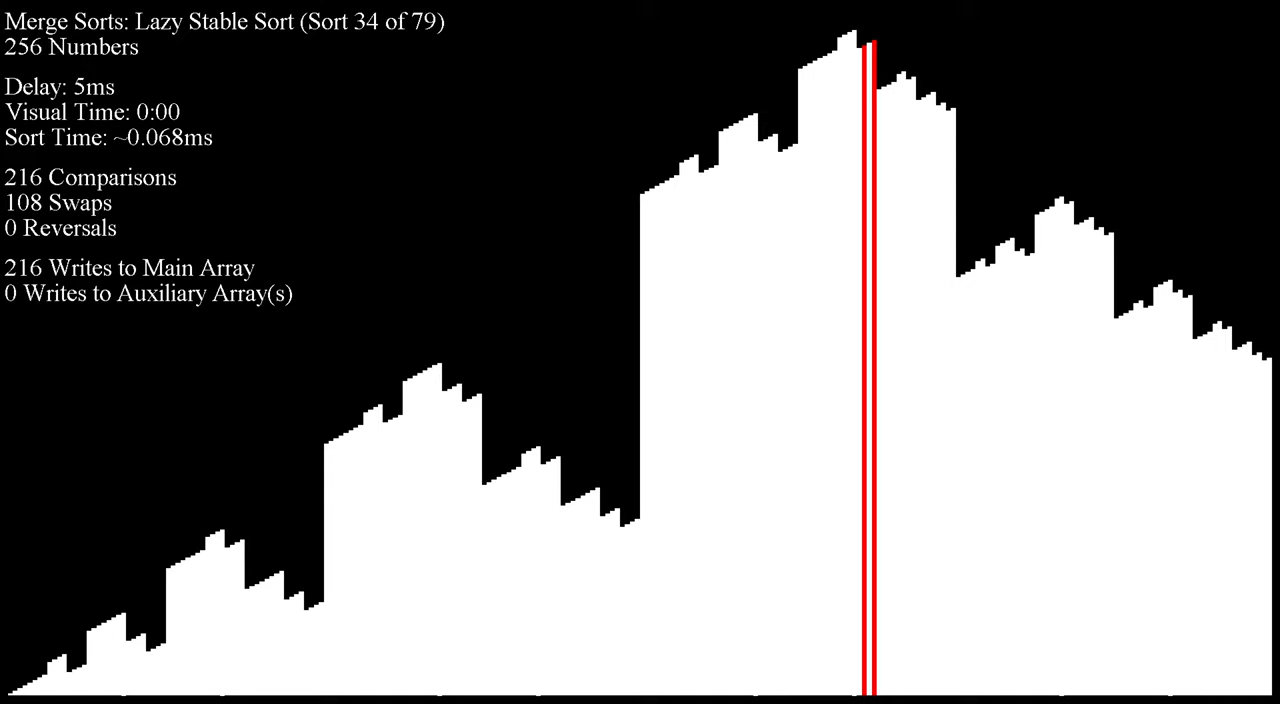 Merge Sorts: Lazy Stable Sort (Sort 34 of 79)
256 Numbers
Delay: 5ms
Visual Time: 0:00
Sort Time: ~0.068ms
216 Comparisons
108 Swaps
0 Reversals
216 Writes to Main Array
0 Writes to Auxiliary Array(s)